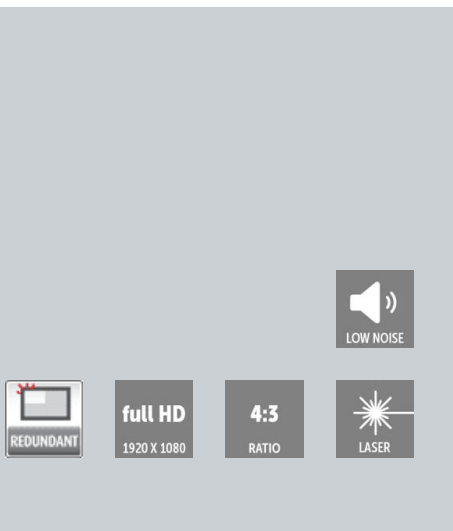 LOW NOISE
REDUNDANT
full HD
1920 X 1080
4:3
RATIO
LASER